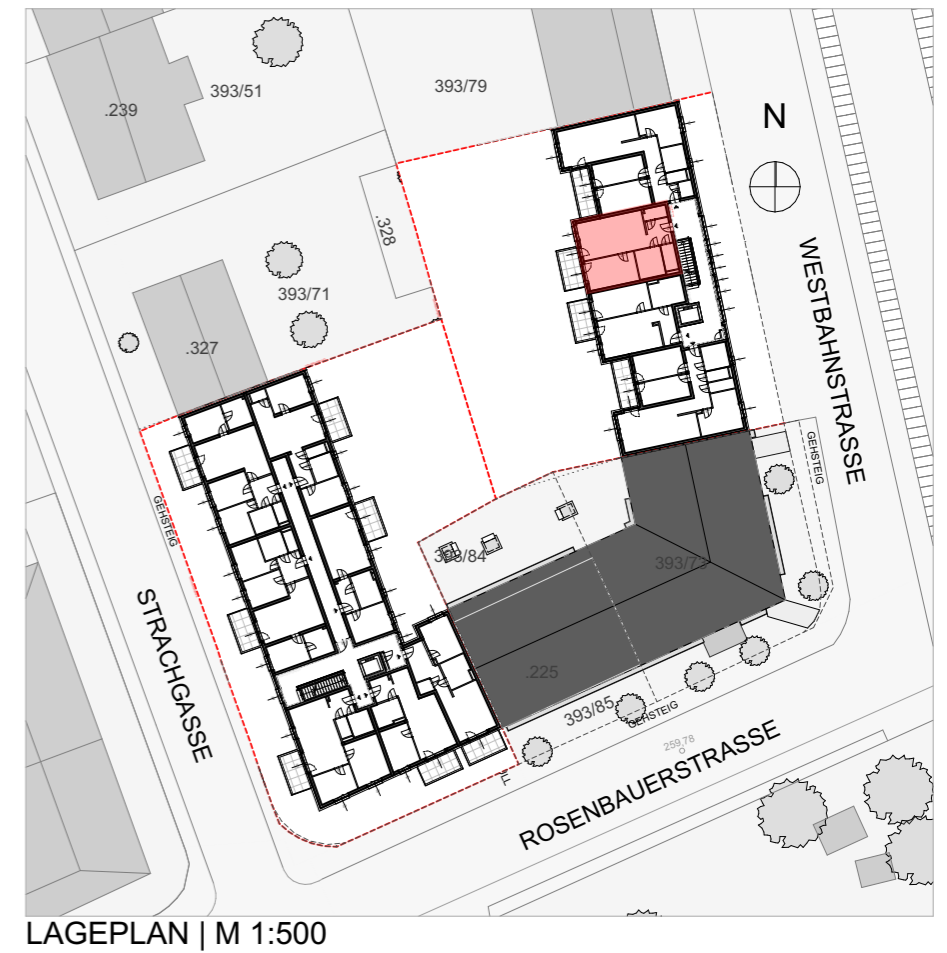 393/79
393/51
.239
N
.328
393/71
WESTBAHNSTRASSE
.327
GEHSTEIG
GEHSTEIG
393/84
STRACHGASSE
.225
393/85
GEHSTEIG
259,78
ROSENBAUERSTRASSE
LAGEPLAN | M 1:500